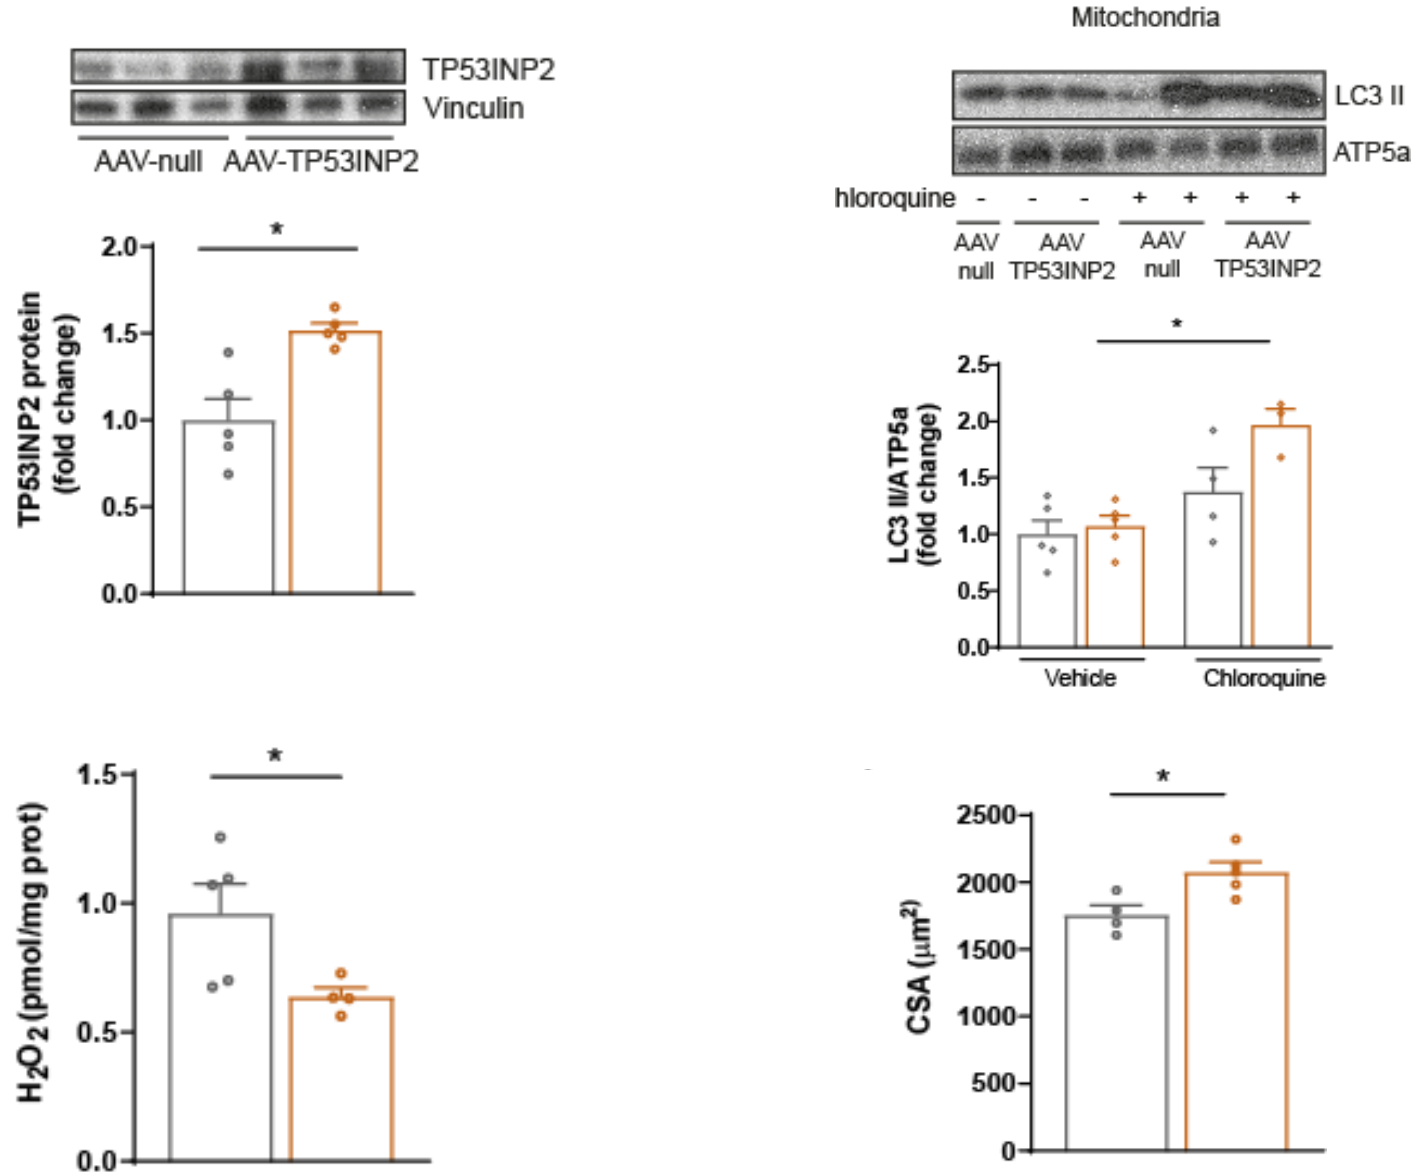 TP53INP2
Vinculin
AAV-null AAV-TP53INP2
*
2.0
1.5
1.0
0.5
0.0
TP53INP2 protein
(fold change)
Mitochondria
LC3 II
ATP5a
hloroquine - - - + + + +
AAV AAV AAV AAV
null TP53INP2 null TP53INP2
*
2.5
2.0
1.5
1.0
0.5
0.0
LC3 II/ATP5a
(fold change)
Vehicle Chloroquine
*
1.5
1.0
0.5
0.0
H2O2 (pmol/mg prot)
*
2500
2000
1500
1000
500
0
CSA (μm²)